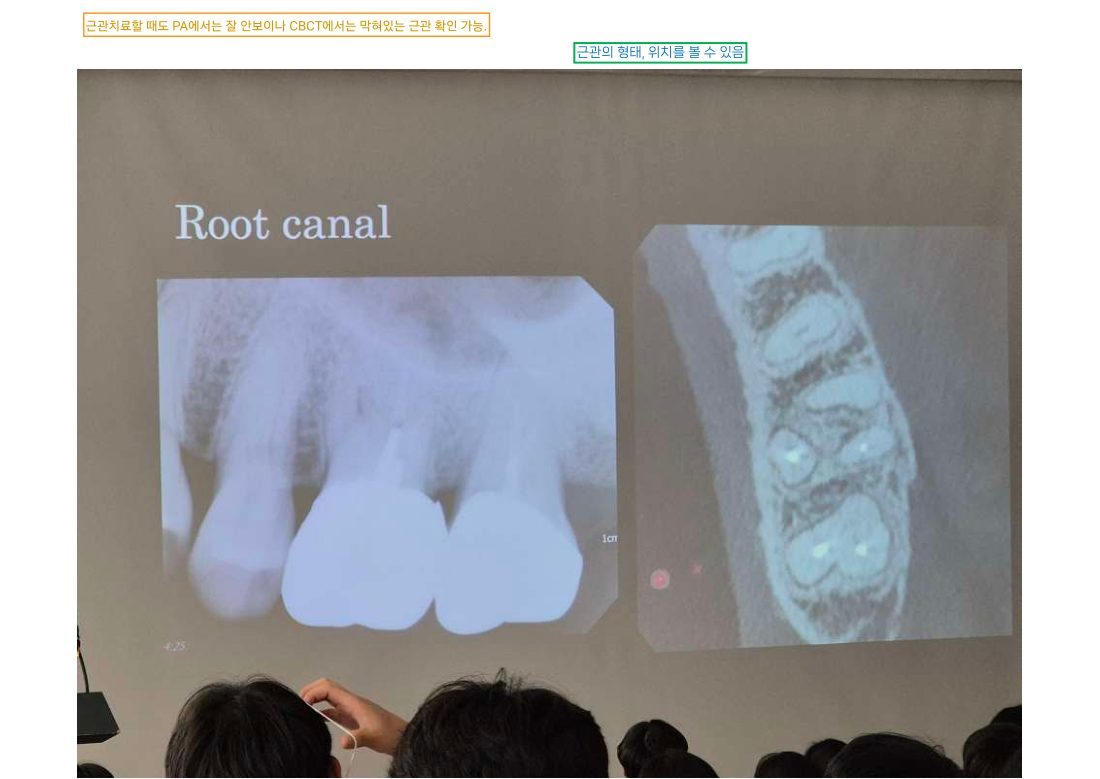 근관치료할 때도 PA에서는 잘 안보이나 CBCT에서는 막혀있는 근관 확인 가능.
근관의 형태, 위치를 볼 수 있음
Root canal
1cm
4:25